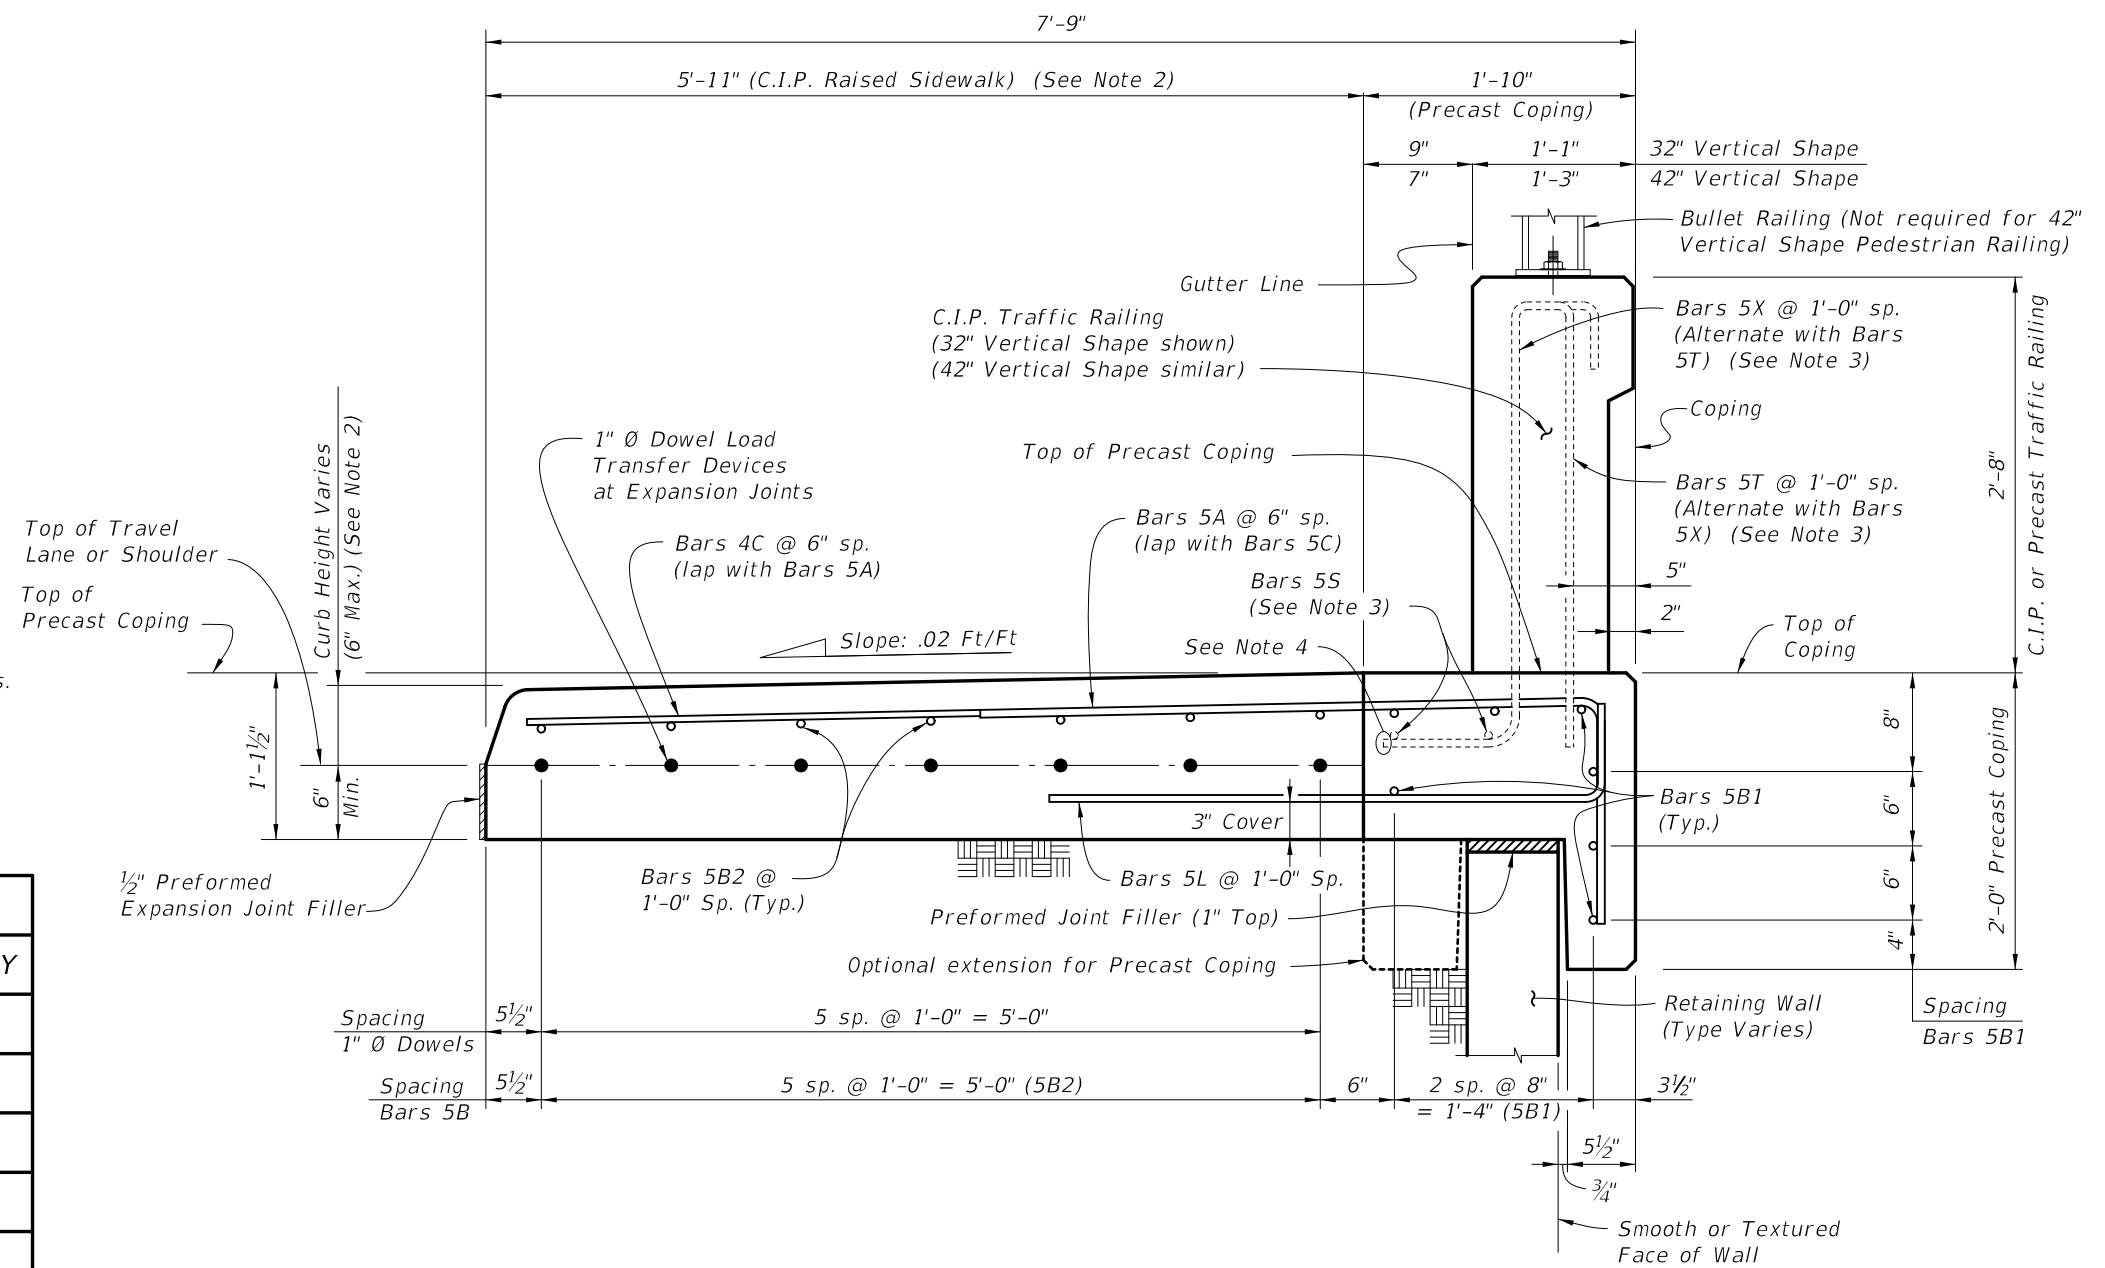 7'-9"
5'-11" (C.I.P. Raised Sidewalk) (See Note 2)
1'-10"
(Precast Coping)
9"
1'-1"
32" Vertical Shape
7"
1'-3"
42" Vertical Shape
Bullet Railing (Not required for 42"
Vertical Shape Pedestrian Railing)
Gutter Line
C.I.P. Traffic Railing
(32" Vertical Shape shown)
(42" Vertical Shape similar)
Bars 5X @ 1'-0" sp.
(Alternate with Bars
5T) (See Note 3)
Coping
C.I.P. or Precast Traffic Railing
2'-8"
Curb Height Varies
(6" Max.) (See Note 2)
1" Ø Dowel Load
Transfer Devices
at Expansion Joints
Top of Precast Coping
Bars 5T @ 1'-0" sp.
(Alternate with Bars
5X) (See Note 3)
Top of Travel
Lane or Shoulder
Bars 4C @ 6" sp.
(lap with Bars 5A)
Bars 5A @ 6" sp.
(lap with Bars 5C)
Bars 5S
(See Note 3)
5"
2"
Top of
Precast Coping
Slope: .02 Ft/Ft
See Note 4
Top of
Coping
s.
1'-1½"
6"
Min.
8"
6"
6"
4"
2'-0" Precast Coping
3" Cover
Bars 5B1
(Typ.)
½" Preformed
Expansion Joint Filler
Bars 5B2 @
1'-0" Sp. (Typ.)
Bars 5L @ 1'-0" Sp.
Preformed Joint Filler (1" Top)
Optional extension for Precast Coping
Y
Retaining Wall
(Type Varies)
Spacing
Bars 5B1
Spacing
1" Ø Dowels
5½"
5 sp. @ 1'-0" = 5'-0"
Spacing
Bars 5B
5½"
5 sp. @ 1'-0" = 5'-0" (5B2)
6"
2 sp. @ 8"
= 1'-4" (5B1)
3½"
5½"
¾"
Smooth or Textured
Face of Wall